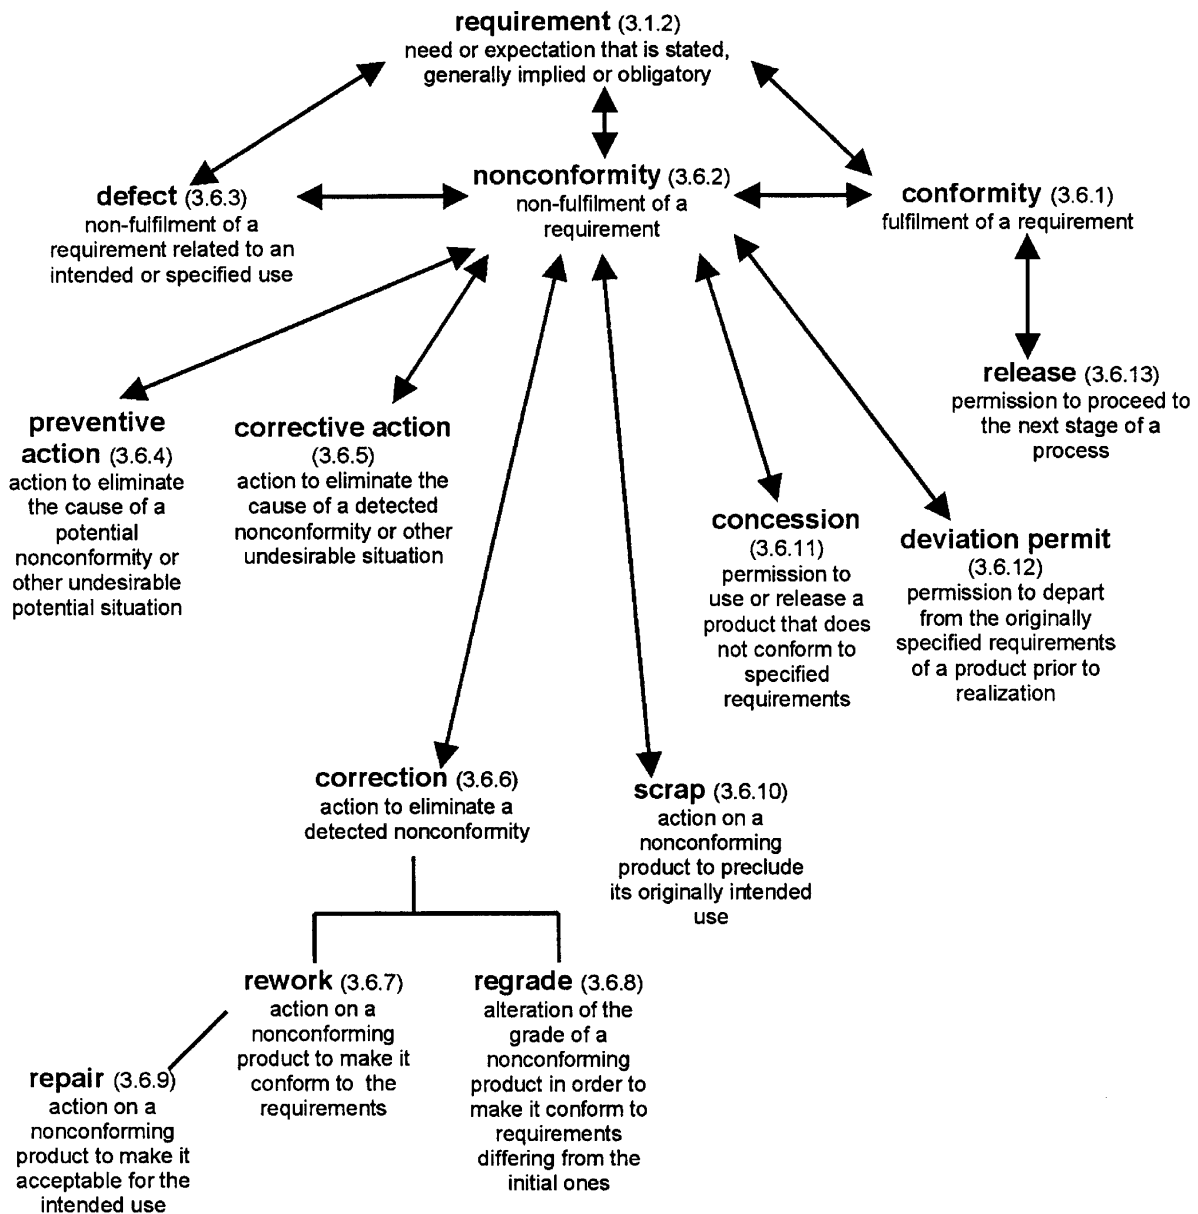 requirement (3.1.2)
need or expectation that is stated,
generally implied or obligatory
defect (3.6.3)
non-fulfilment of a
requirement related to an
intended or specified use
nonconformity (3.6.2)
non-fulfilment of a
requirement
conformity (3.6.1)
fulfilment of a requirement
release (3.6.13)
permission to proceed to
the next stage of a
process
preventive
action (3.6.4)
action to eliminate
the cause of a
potential
nonconformity or
other undesirable
potential situation
corrective action
(3.6.5)
action to eliminate the
cause of a detected
nonconformity or other
undesirable situation
concession
(3.6.11)
permission to
use or release a
product that does
not conform to
specified
requirements
deviation permit
(3.6.12)
permission to depart
from the originally
specified requirements
of a product prior to
realization
correction (3.6.6)
action to eliminate a
detected nonconformity
scrap (3.6.10)
action on a
nonconforming
product to preclude
its originally intended
use
rework (3.6.7)
action on a
nonconforming
product to make it
conform to the
requirements
regrade (3.6.8)
alteration of the
grade of a
nonconforming
product in order to
make it conform to
requirements
differing from the
initial ones
repair (3.6.9)
action on a
nonconforming
product to make it
acceptable for the
intended use